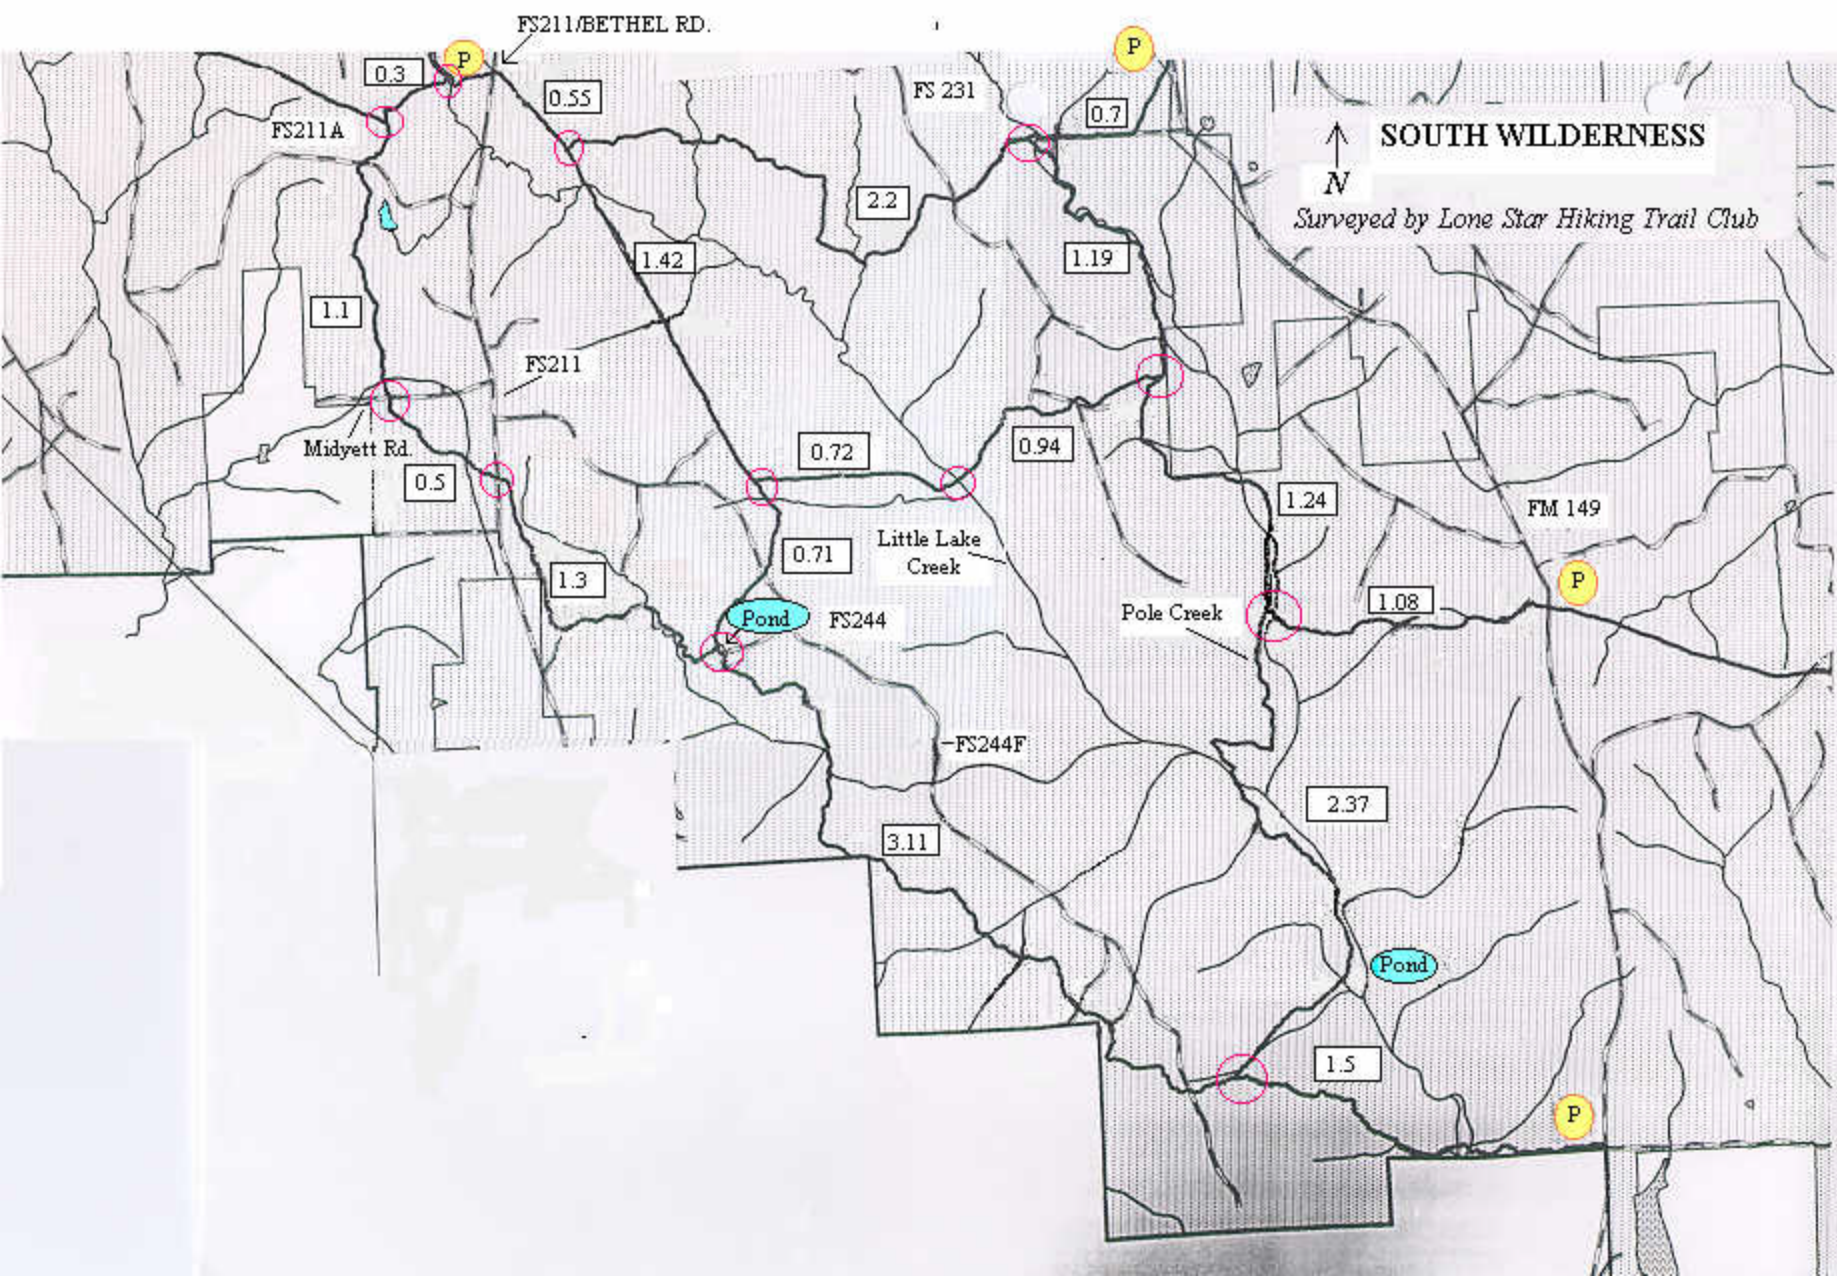 FS211/BETHEL RD.
P
P
0.3
0.55
FS 231
0.7
FS211A
SOUTH WILDERNESS
N
2.2
Surveyed by Lone Star Hiking Trail Club
1.42
1.19
1.1
FS211
Midyett Rd.
0.72
0.94
0.5
1.24
FM 149
0.71
Little Lake
Creek
1.3
P
1.08
Pond
FS244
Pole Creek
FS244F
2.37
3.11
Pond
1.5
P